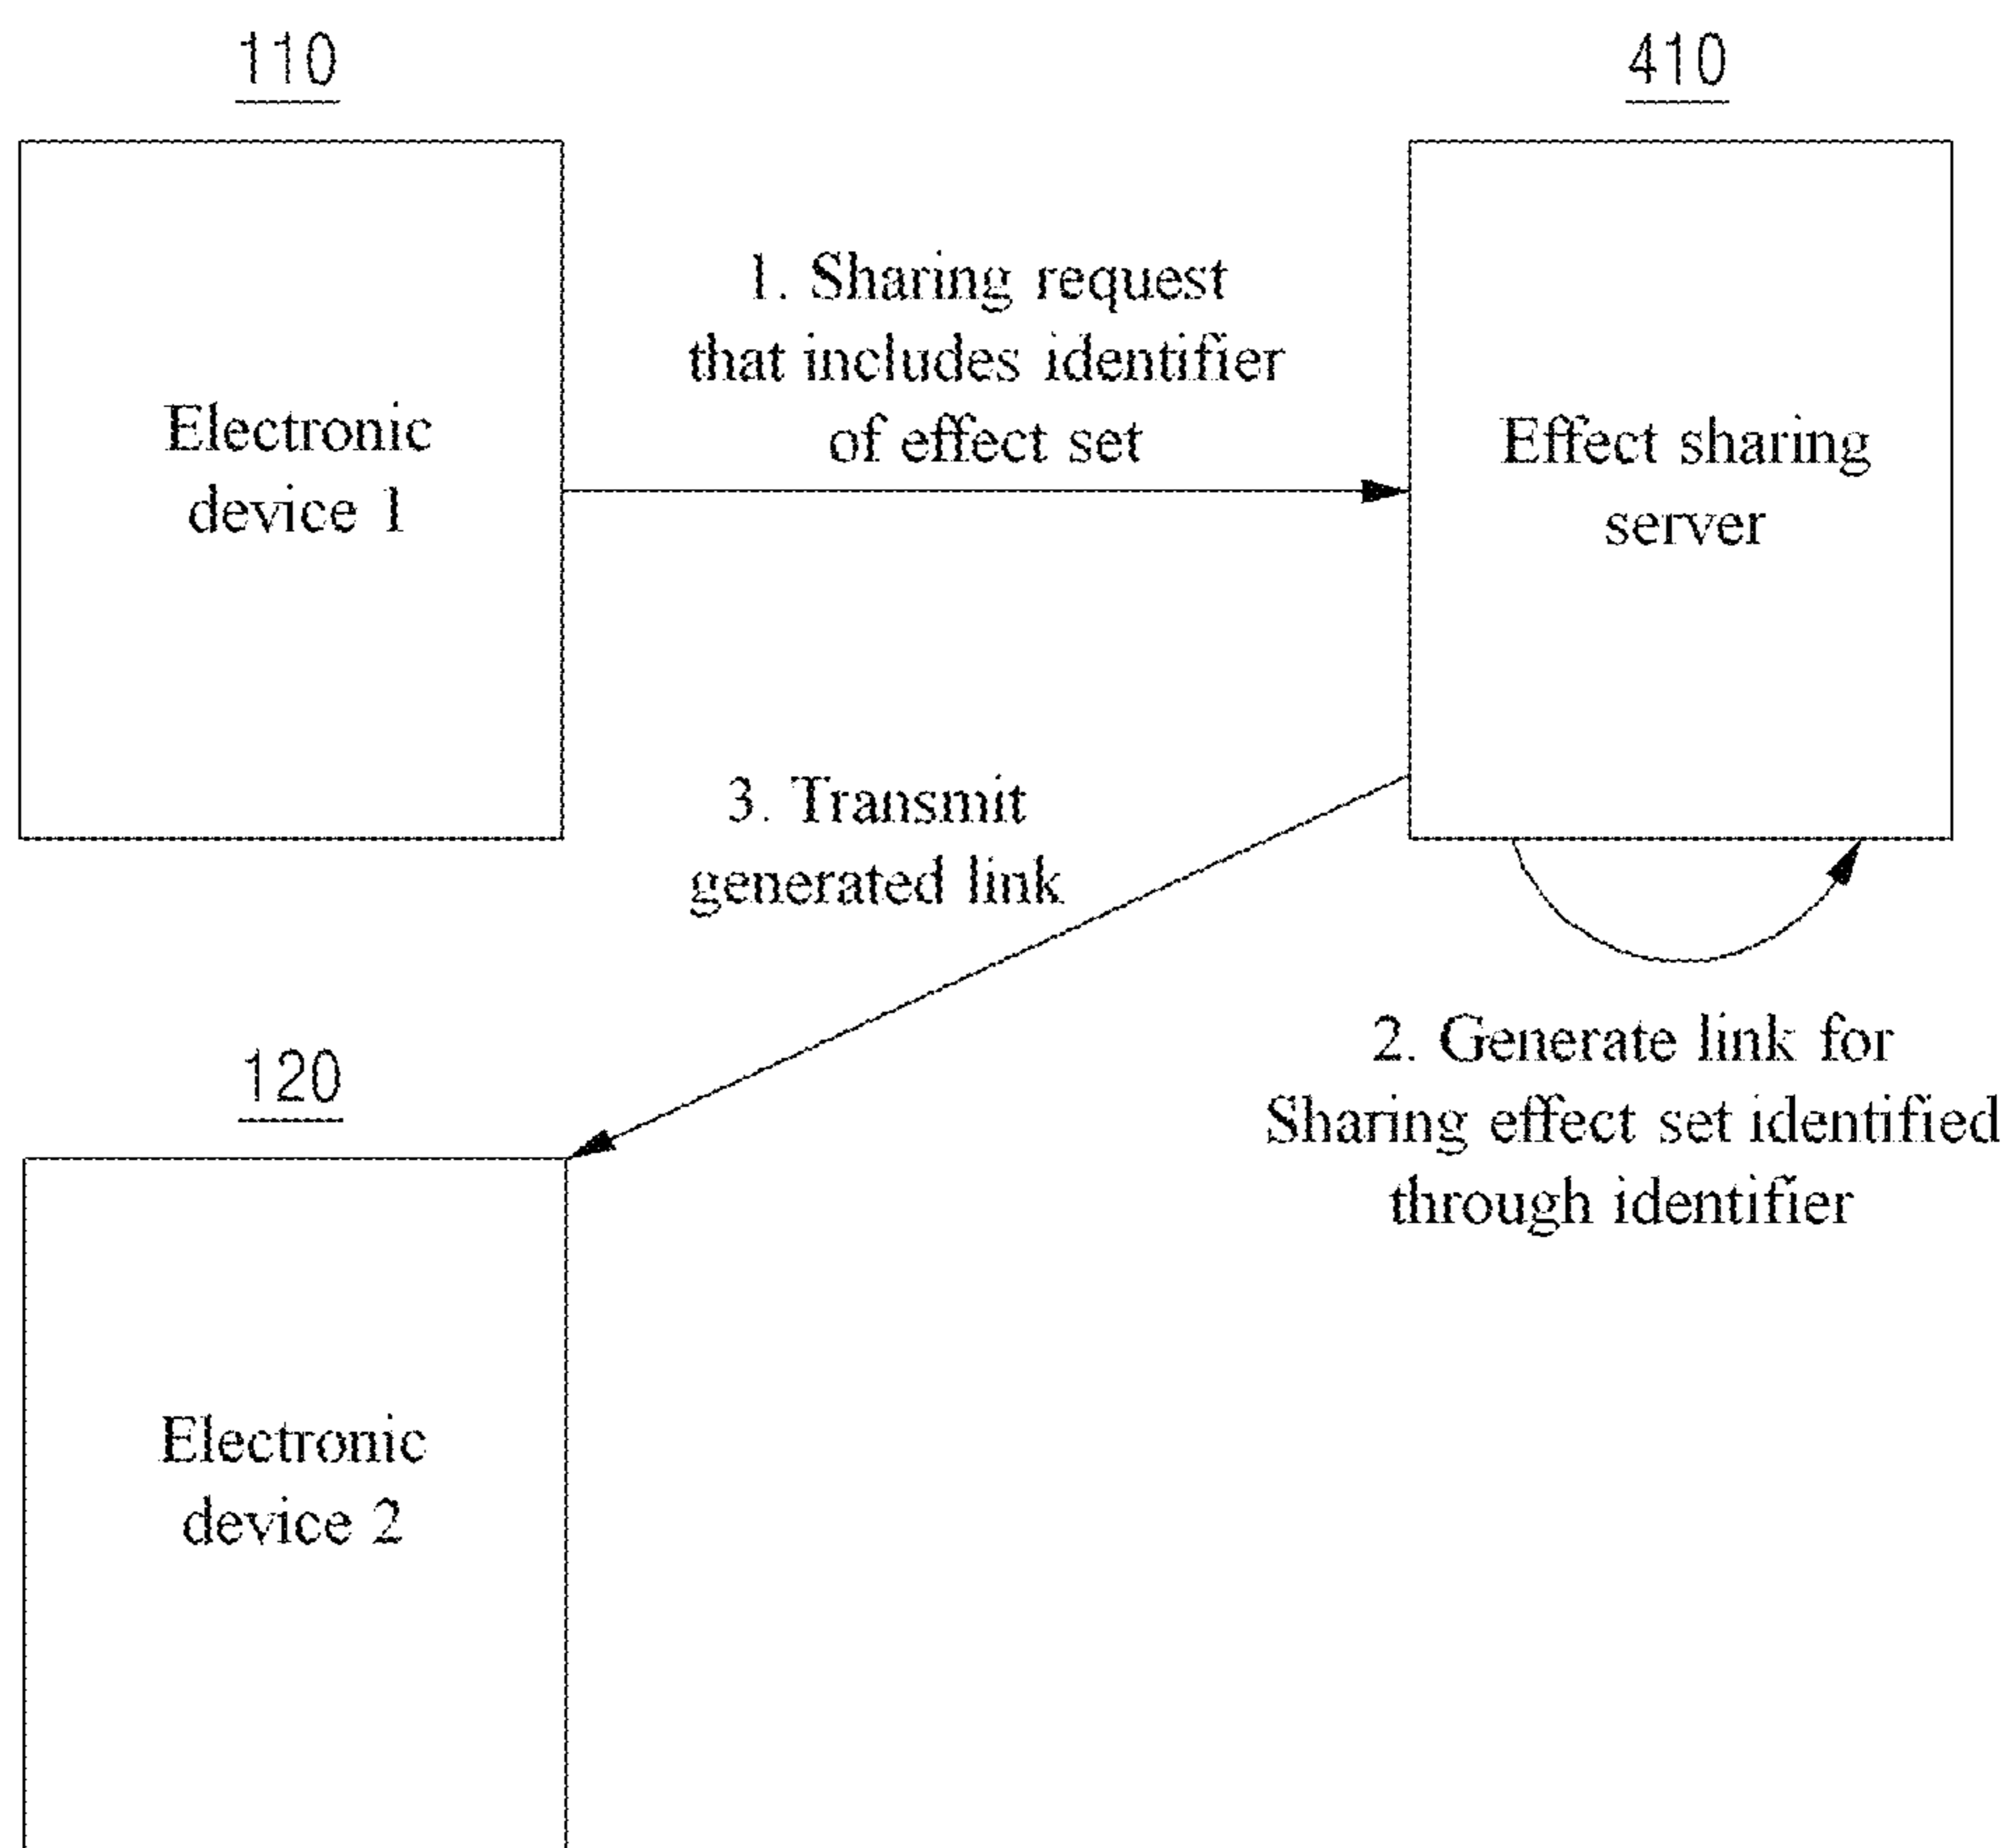 110
410
Electronic
device 1
1. Sharing request
that includes identifier
of effect set
Effect sharing
server
3. Transmit
generated link
2. Generate link for
Sharing effect set identified
through identifier
120
Electronic
device 2